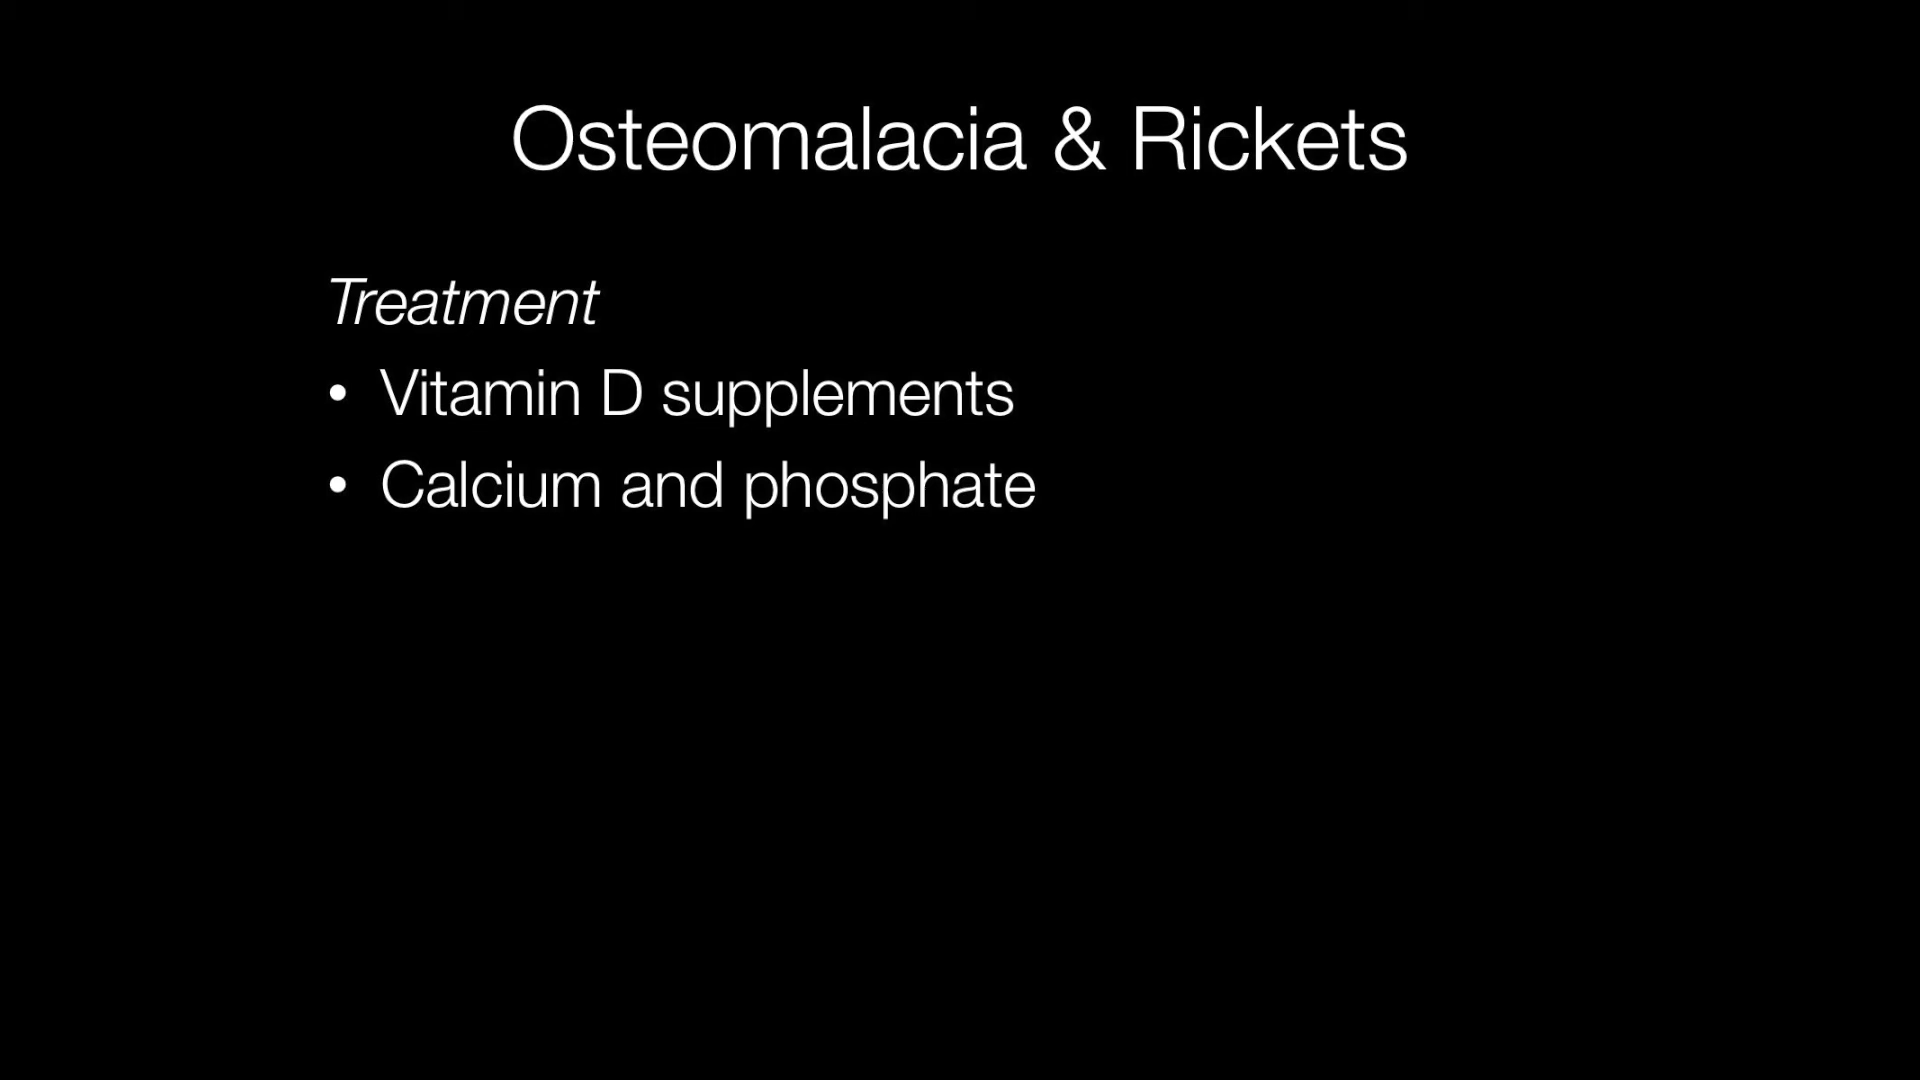 Osteomalacia & Rickets
Treatment
• Vitamin D supplements
• Calcium and phosphate